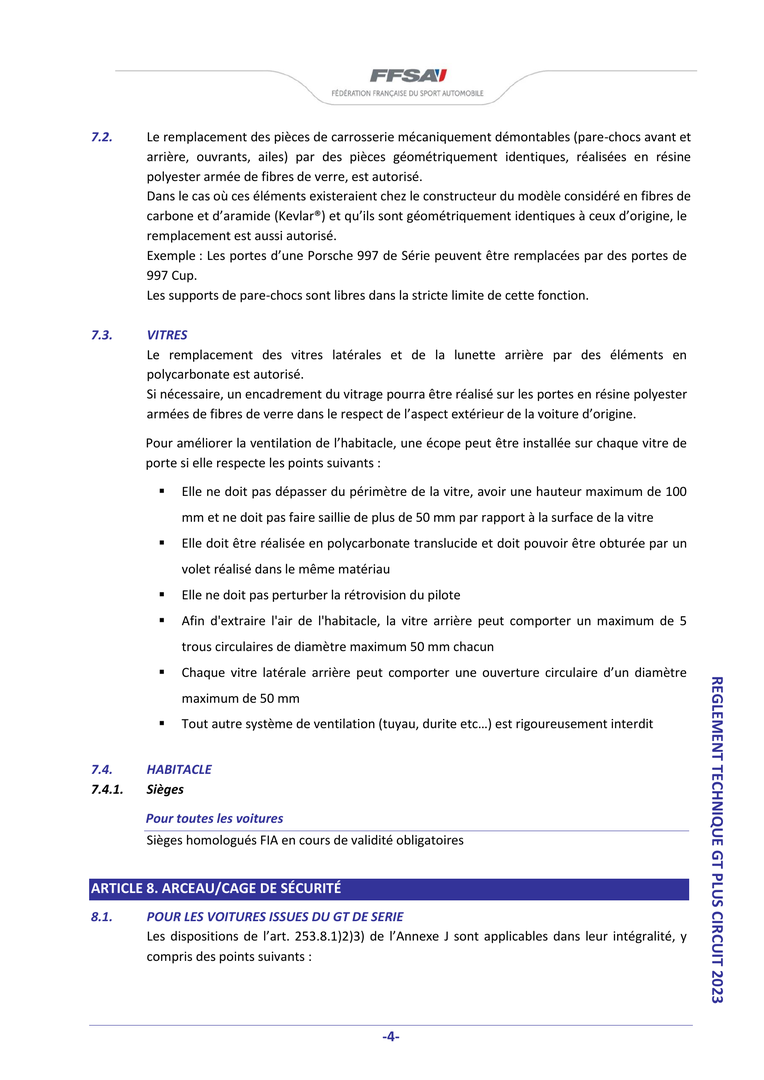 FFSA
FÉDÉRATION FRANÇAISE DU SPORT AUTOMOBILE
7.2. Le remplacement des pièces de carrosserie mécaniquement démontables (pare-chocs avant et
arrière, ouvrants, ailes) par des pièces géométriquement identiques, réalisées en résine
polyester armée de fibres de verre, est autorisé.
Dans le cas où ces éléments existeraient chez le constructeur du modèle considéré en fibres de
carbone et d’aramide (Kevlar®) et qu’ils sont géométriquement identiques à ceux d’origine, le
remplacement est aussi autorisé.
Exemple : Les portes d’une Porsche 997 de Série peuvent être remplacées par des portes de
997 Cup.
Les supports de pare-chocs sont libres dans la stricte limite de cette fonction.
7.3. VITRES
Le remplacement des vitres latérales et de la lunette arrière par des éléments en
polycarbonate est autorisé.
Si nécessaire, un encadrement du vitrage pourra être réalisé sur les portes en résine polyester
armées de fibres de verre dans le respect de l’aspect extérieur de la voiture d’origine.
Pour améliorer la ventilation de l’habitacle, une écope peut être installée sur chaque vitre de
porte si elle respecte les points suivants :
▪ Elle ne doit pas dépasser du périmètre de la vitre, avoir une hauteur maximum de 100
mm et ne doit pas faire saillie de plus de 50 mm par rapport à la surface de la vitre
▪ Elle doit être réalisée en polycarbonate translucide et doit pouvoir être obturée par un
volet réalisé dans le même matériau
▪ Elle ne doit pas perturber la rétrovision du pilote
▪ Afin d'extraire l'air de l'habitacle, la vitre arrière peut comporter un maximum de 5
trous circulaires de diamètre maximum 50 mm chacun
▪ Chaque vitre latérale arrière peut comporter une ouverture circulaire d’un diamètre
maximum de 50 mm
▪ Tout autre système de ventilation (tuyau, durite etc…) est rigoureusement interdit
7.4. HABITACLE
7.4.1. Sièges
Pour toutes les voitures
Sièges homologués FIA en cours de validité obligatoires
ARTICLE 8. ARCEAU/CAGE DE SÉCURITÉ
8.1. POUR LES VOITURES ISSUES DU GT DE SERIE
Les dispositions de l’art. 253.8.1)2)3) de l’Annexe J sont applicables dans leur intégralité, y
compris des points suivants :
REGLEMENT TECHNIQUE GT PLUS CIRCUIT 2023
-4-